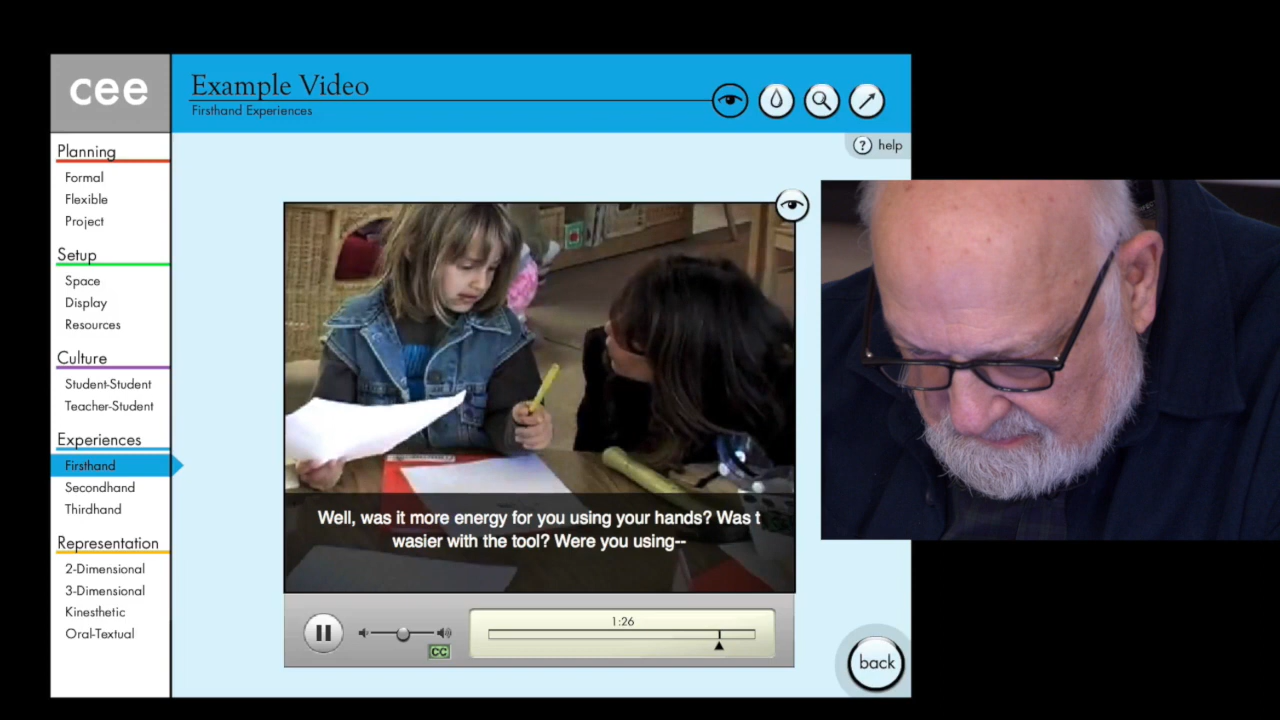 cee
Example Video
Firsthand Experiences
? help
Planning
Formal
Flexible
Project
Setup
Space
Display
Resources
Culture
Student-Student
Teacher-Student
Experiences
Firsthand
Secondhand
Thirdhand
Representation
2-Dimensional
3-Dimensional
Kinesthetic
Oral-Textual
Well, was it more energy for you using your hands? Was t
wasier with the tool? Were you using--
1:26
CC
back